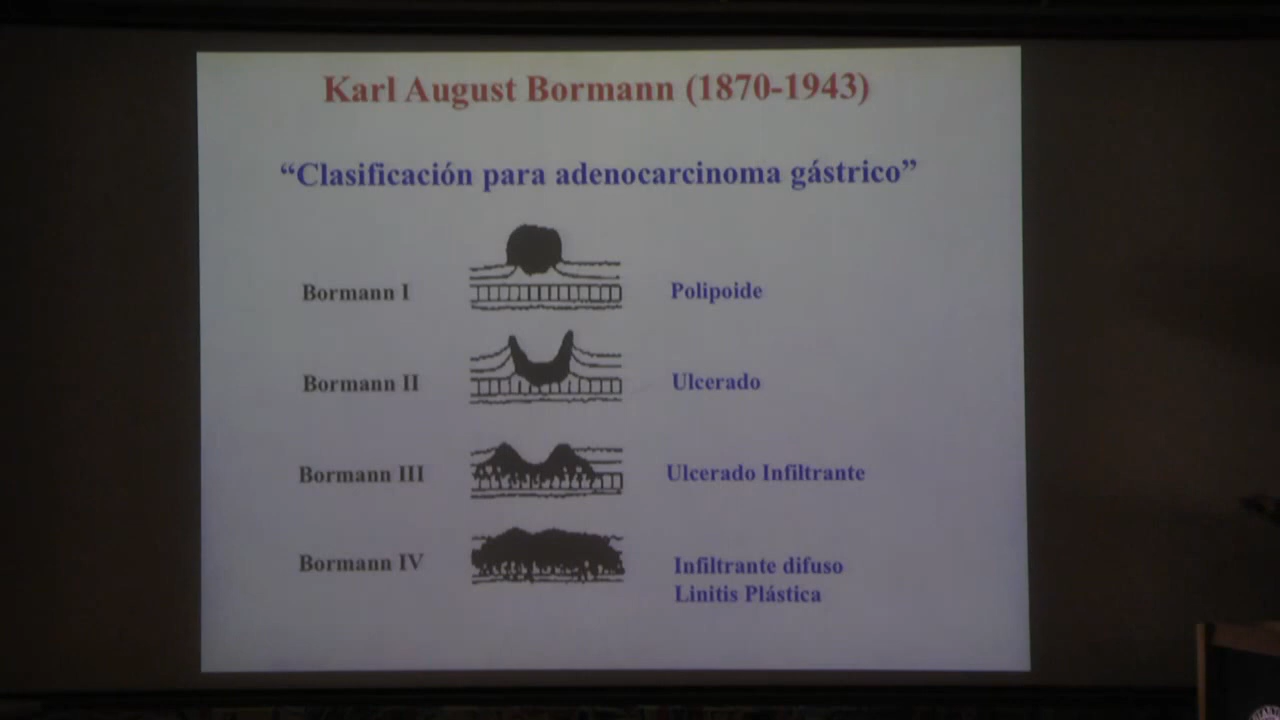 Karl August Bormann (1870-1943)
“Clasificación para adenocarcinoma gástrico”
Bormann I Polipoide
Bormann II Ulcerado
Bormann III Ulcerado Infiltrante
Bormann IV Infiltrante difuso
Linitis Plástica